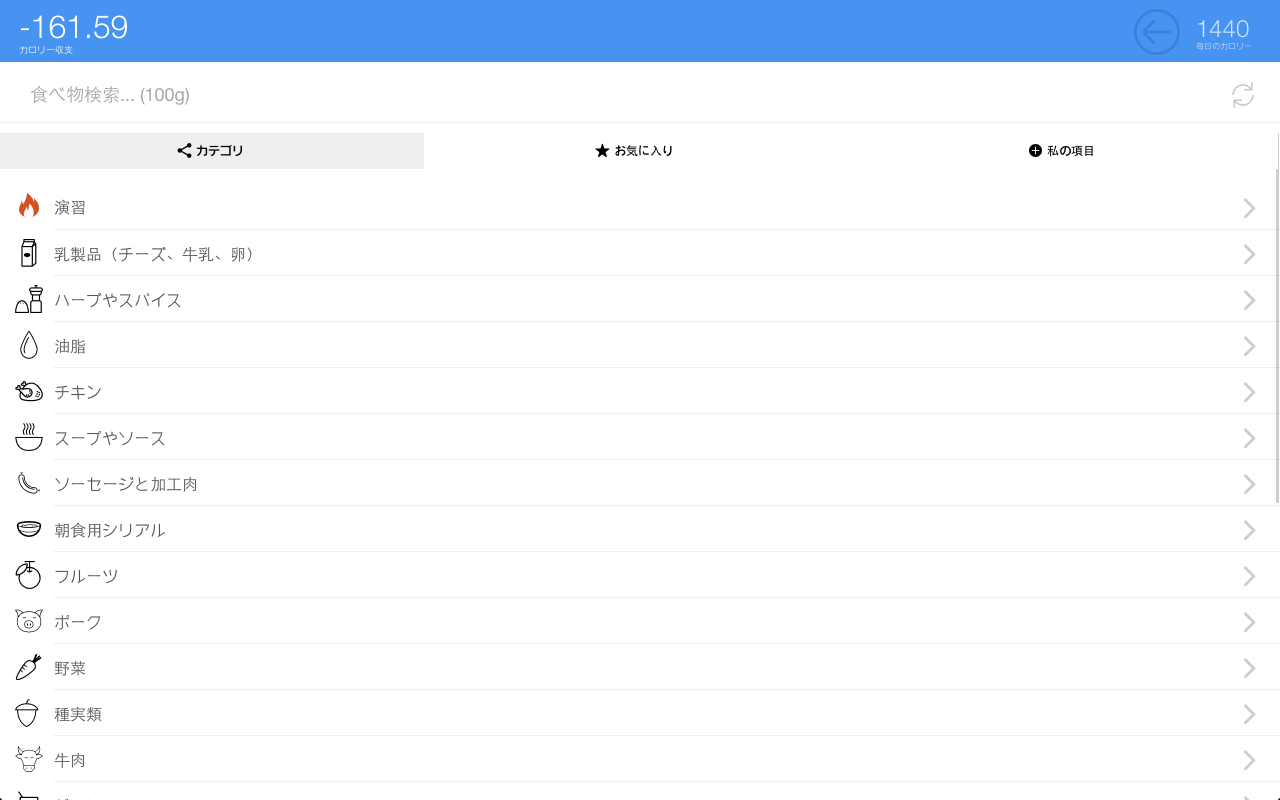 -161.59
カロリー収支
1440
毎日のカロリー
食べ物検索... (100g)
カテゴリ
お気に入り
私の項目
演習
乳製品（チーズ、牛乳、卵）
ハーブやスパイス
油脂
チキン
スープやソース
ソーセージと加工肉
朝食用シリアル
フルーツ
ポーク
野菜
種実類
牛肉